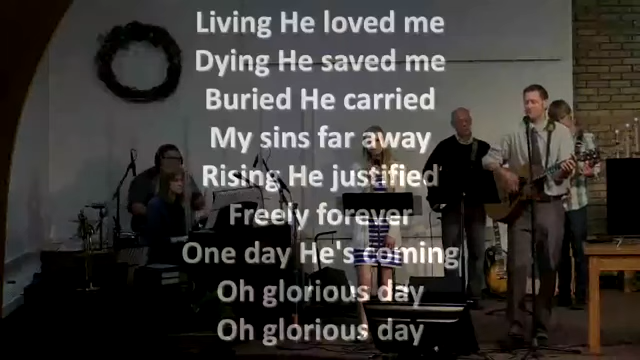 Living He loved me
Dying He saved me
Buried He carried
My sins far away
Rising He justified
Freely forever
One day He's coming
Oh glorious day
Oh glorious day